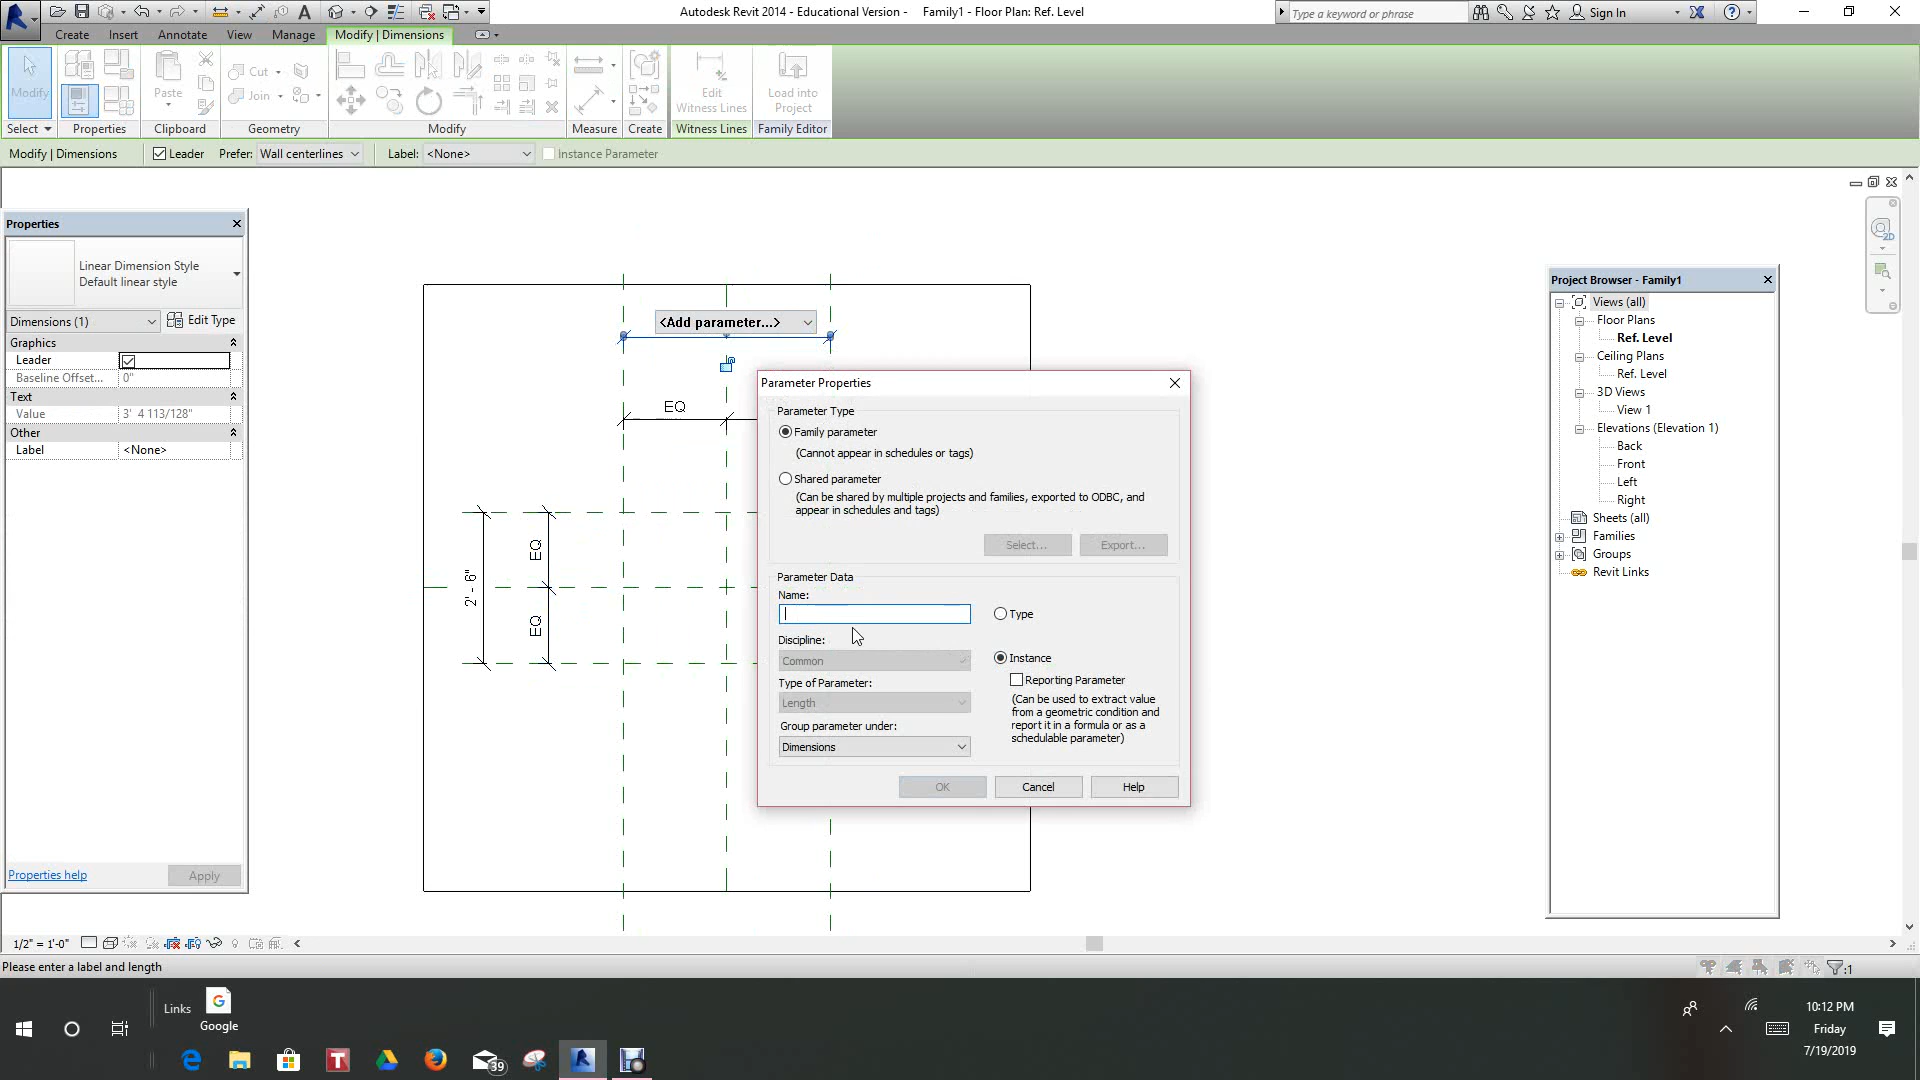 Autodesk Revit 2014 - Educational Version -    Family1 - Floor Plan: Ref. Level
Type a keyword or phrase
Sign In
Create Insert Annotate View Manage Modify | Dimensions
Modify
Paste
Cut
Join
Edit
Witness Lines
Load into
Project
Select Properties Clipboard Geometry Modify Measure Create Witness Lines Family Editor
Modify | Dimensions Leader Prefer: Wall centerlines Label: <None> Instance Parameter
Properties
Linear Dimension Style
Default linear style
Dimensions (1) Edit Type
Graphics
Leader
Baseline Offset... 0"
Text
Value 3' 4 113/128"
Other
Label <None>
Properties help Apply
<Add parameter...>
EQ
2' - 6"
EQ
EQ
Parameter Properties
Parameter Type
Family parameter
(Cannot appear in schedules or tags)
Shared parameter
(Can be shared by multiple projects and families, exported to ODBC, and
appear in schedules and tags)
Select... Export...
Parameter Data
Name:
Type
Discipline:
Common
Instance
Type of Parameter:
Reporting Parameter
Length
(Can be used to extract value
from a geometric condition and
report it in a formula or as a
schedulable parameter)
Group parameter under:
Dimensions
OK Cancel Help
Project Browser - Family1
Views (all)
Floor Plans
Ref. Level
Ceiling Plans
Ref. Level
3D Views
View 1
Elevations (Elevation 1)
Back
Front
Left
Right
Sheets (all)
Families
Groups
Revit Links
2D
1/2" = 1'-0"
Please enter a label and length
:1
Links
Google
39
10:12 PM
Friday
7/19/2019